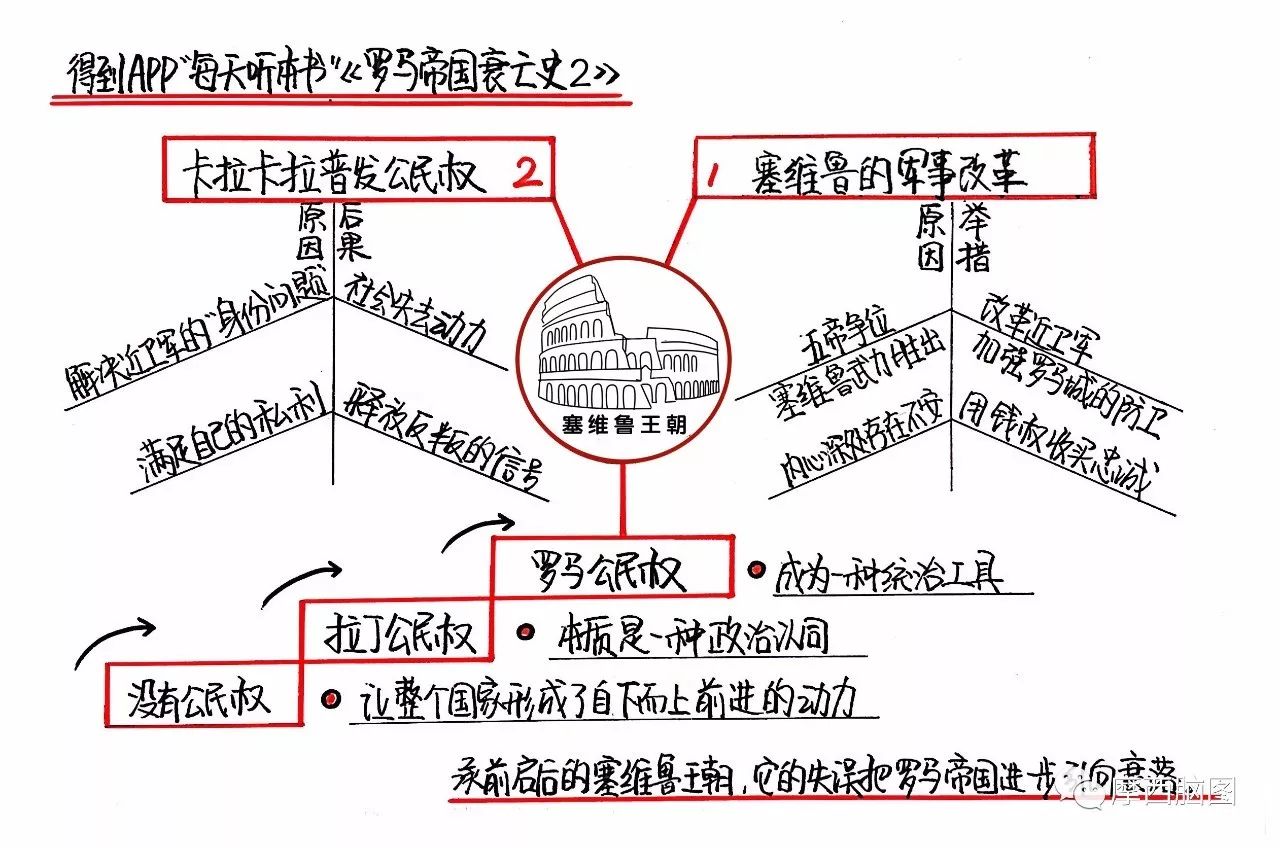 得到APP"每天听本书"《罗马帝国衰亡史2》
卡拉卡拉普发公民权 2
1 塞维鲁的军事改革
原因
后果
解决近卫军的"身份问题"
社会失去动力
满足自己的私利
释放反叛的信号
原因
举措
五帝争位
塞维鲁武力胜出
改革近卫军
加强罗马城的防卫
内心深处存在不安
用钱权收买忠诚
塞维鲁王朝
罗马公民权
成为一种统治工具
拉丁公民权
本质是一种政治认同
没有公民权
让整个国家形成了自下而上前进的动力
承前启后的塞维鲁王朝,它的失误把罗马帝国进一步引向衰落
摩西脑图